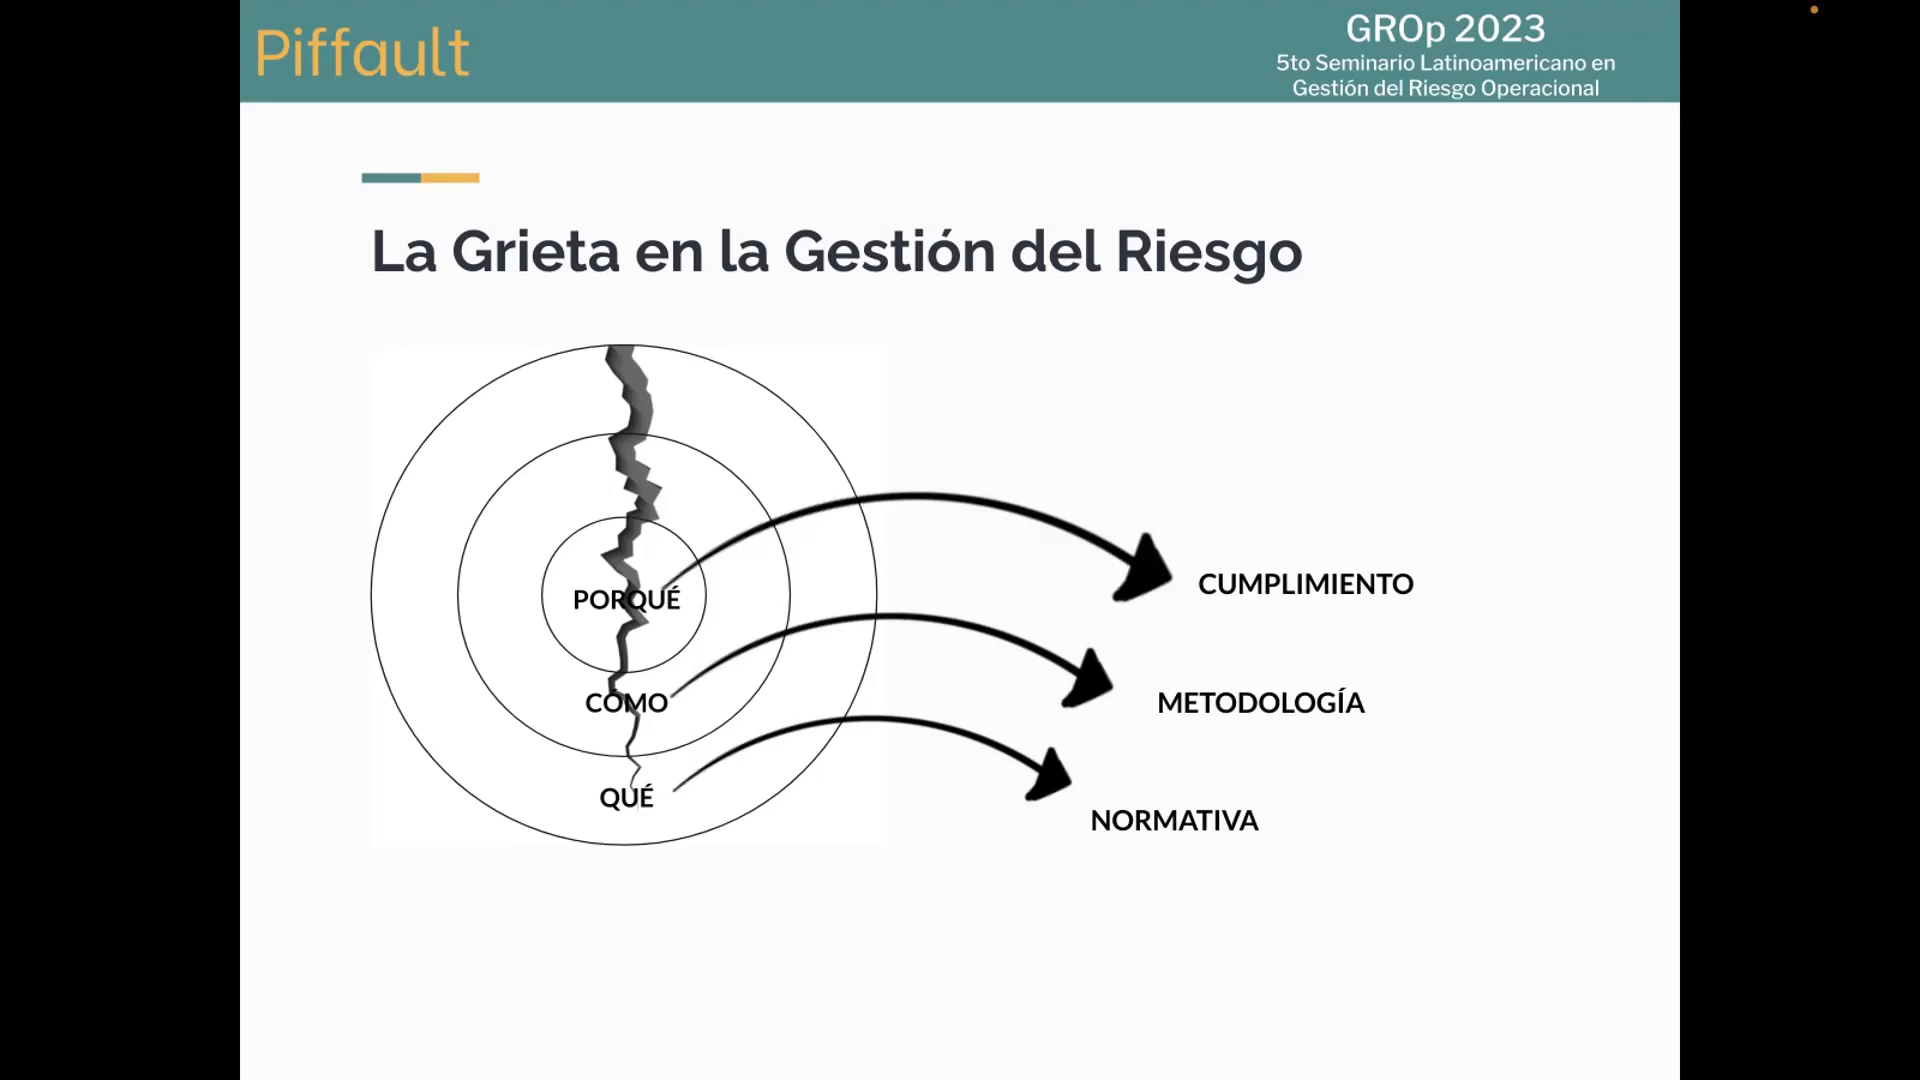 Piffault
GROp 2023
5to Seminario Latinoamericano en
Gestión del Riesgo Operacional
La Grieta en la Gestión del Riesgo
PORQUÉ
CUMPLIMIENTO
CÓMO
METODOLOGÍA
QUÉ
NORMATIVA